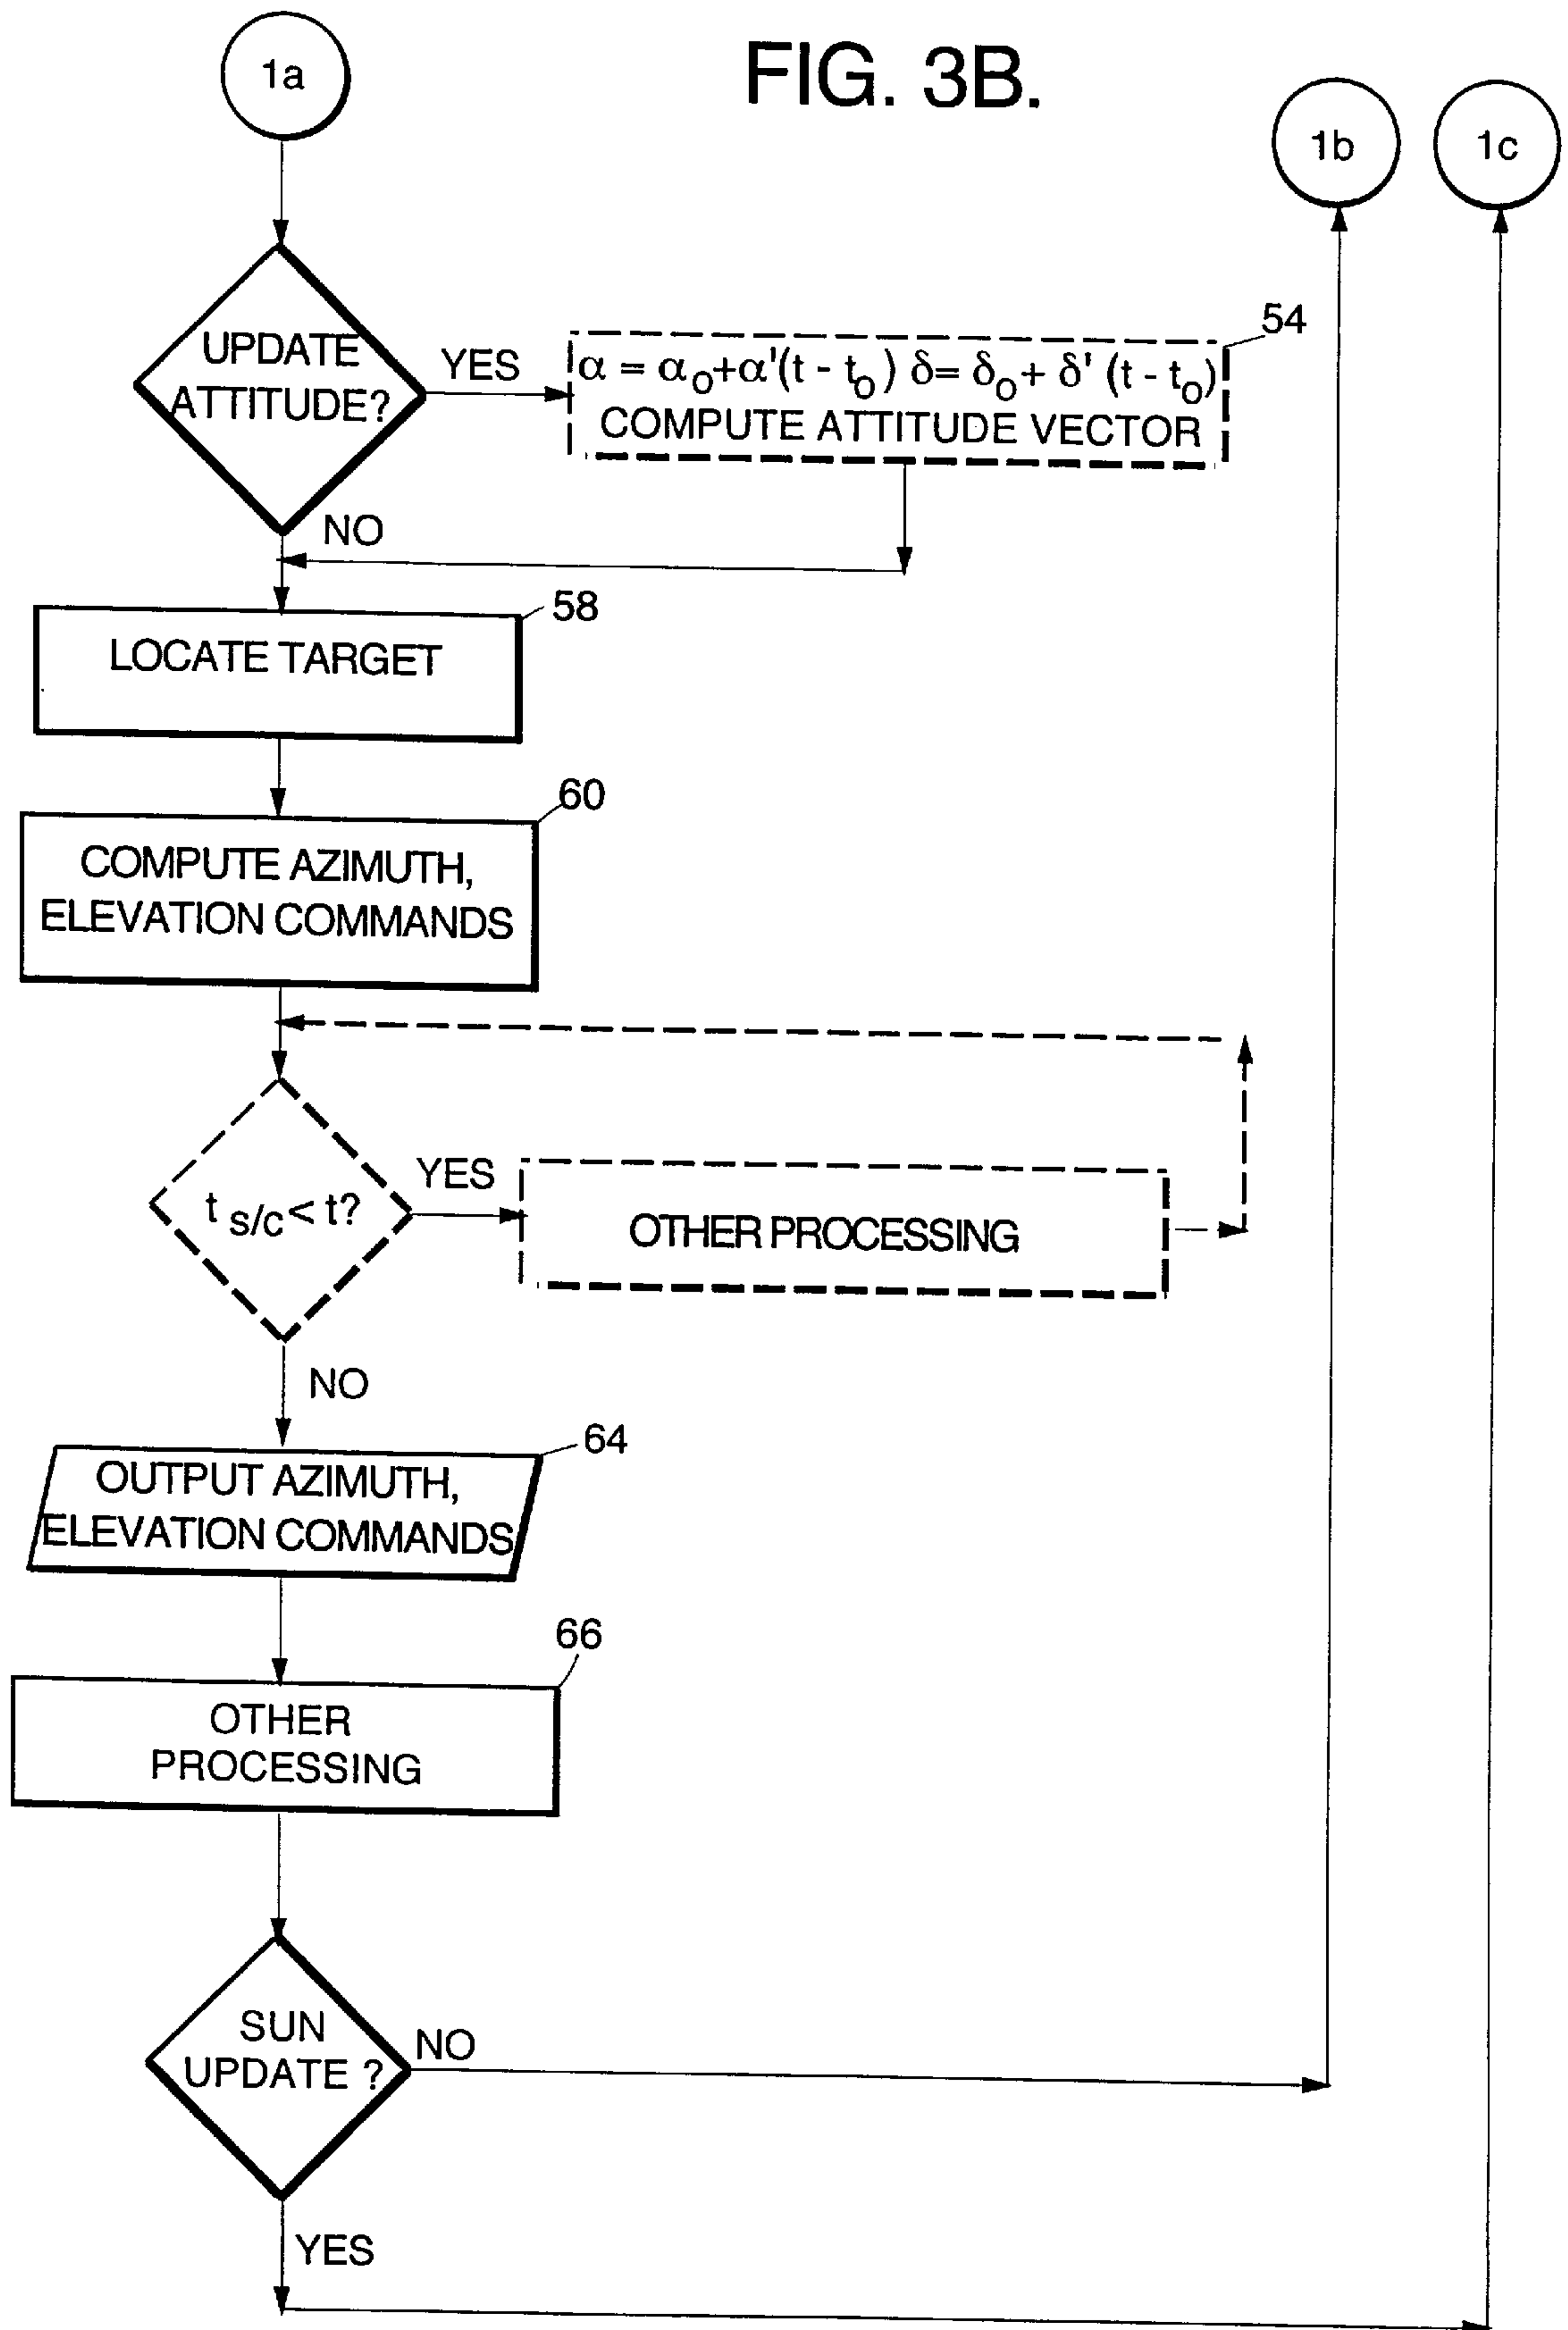 1a
FIG. 3B.
1b
1c
54
UPDATE
ATTITUDE?
YES
α = α₀+α'(t - t₀) δ= δ₀+ δ' (t - t₀)
COMPUTE ATTITUDE VECTOR
NO
58
LOCATE TARGET
60
COMPUTE AZIMUTH,
ELEVATION COMMANDS
t s/c < t?
YES
OTHER PROCESSING
NO
64
OUTPUT AZIMUTH,
ELEVATION COMMANDS
66
OTHER
PROCESSING
SUN
UPDATE ?
NO
YES